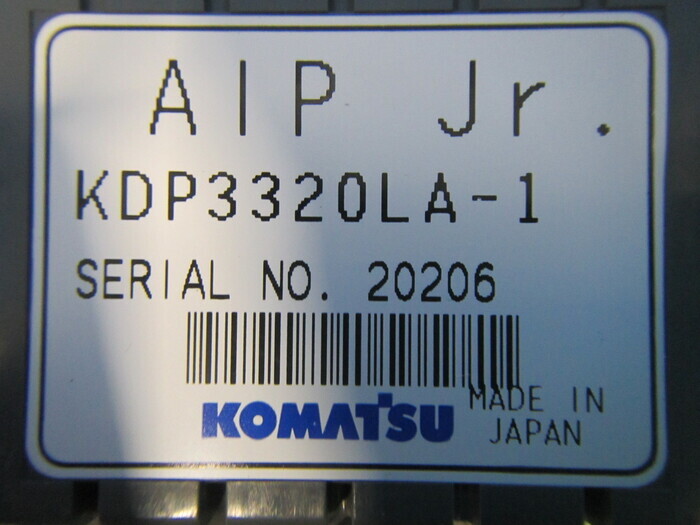 AIP Jr.
KDP3320LA-1
SERIAL NO. 20206
KOMATSU
MADE IN
JAPAN